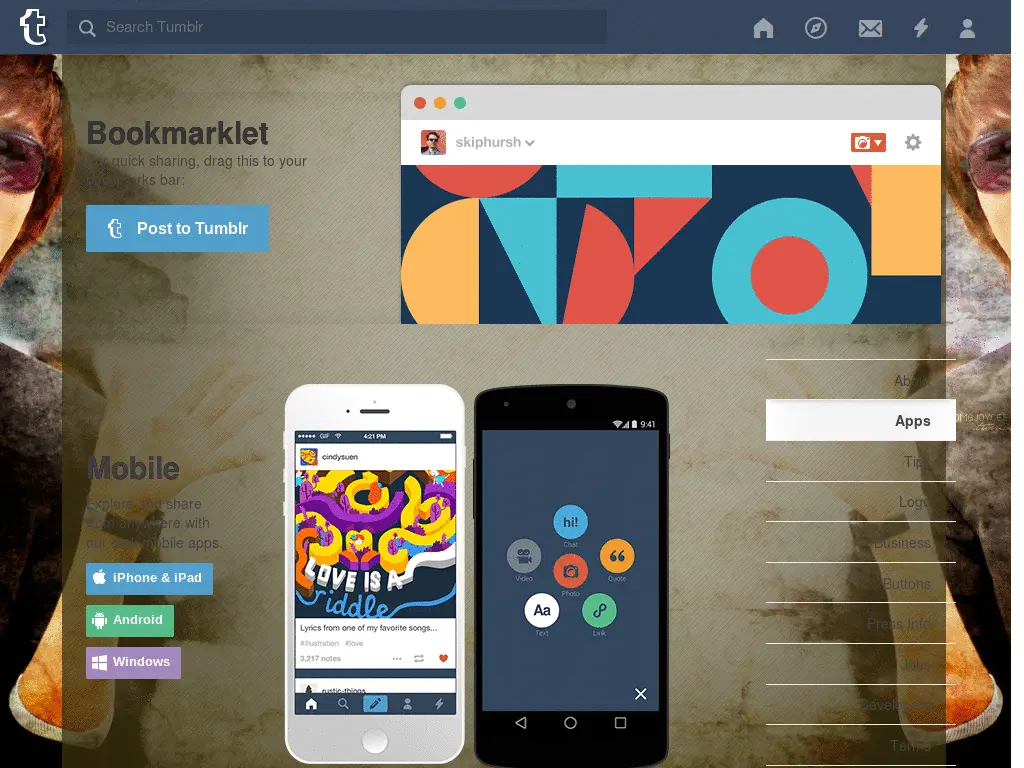 Search Tumblr
Bookmarklet
For quick sharing, drag this to your
bookmarks bar:
Post to Tumblr
skiphursh
About
Apps
Tips
Logo
Business
Buttons
Press Info
Jobs
Developers
Terms
Mobile
Explore and share
from anywhere with
our mobile apps.
iPhone & iPad
Android
Windows
GIF 4:21 PM
cindysuen
LOVE IS A
riddle
Lyrics from one of my favorite songs...
#illustration #love
3,217 notes
rustic-things
9:41
hi!
Chat
Video
Quote
Photo
Aa
Text
Link